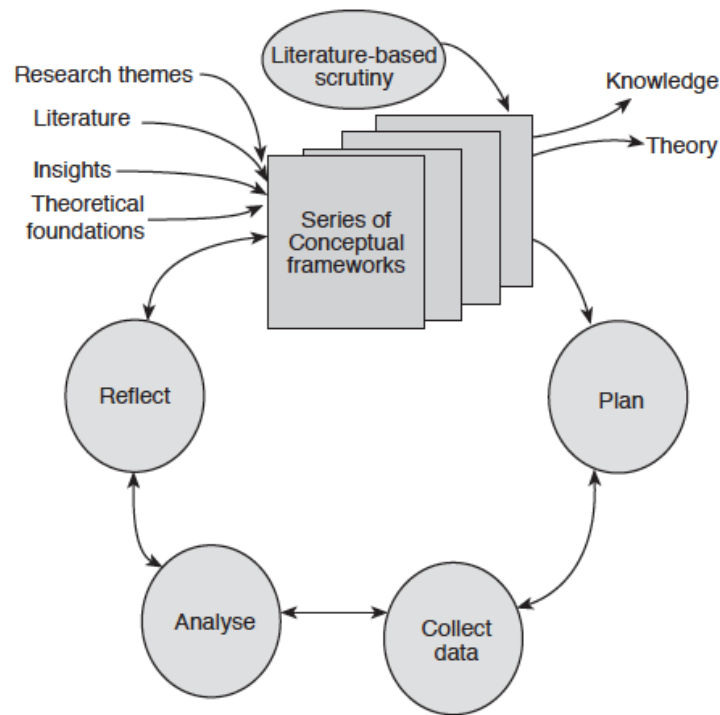 Literature-based
scrutiny
Research themes
Knowledge
Literature
Theory
Insights
Theoretical
foundations
Series of
Conceptual
frameworks
Reflect
Plan
Analyse
Collect
data